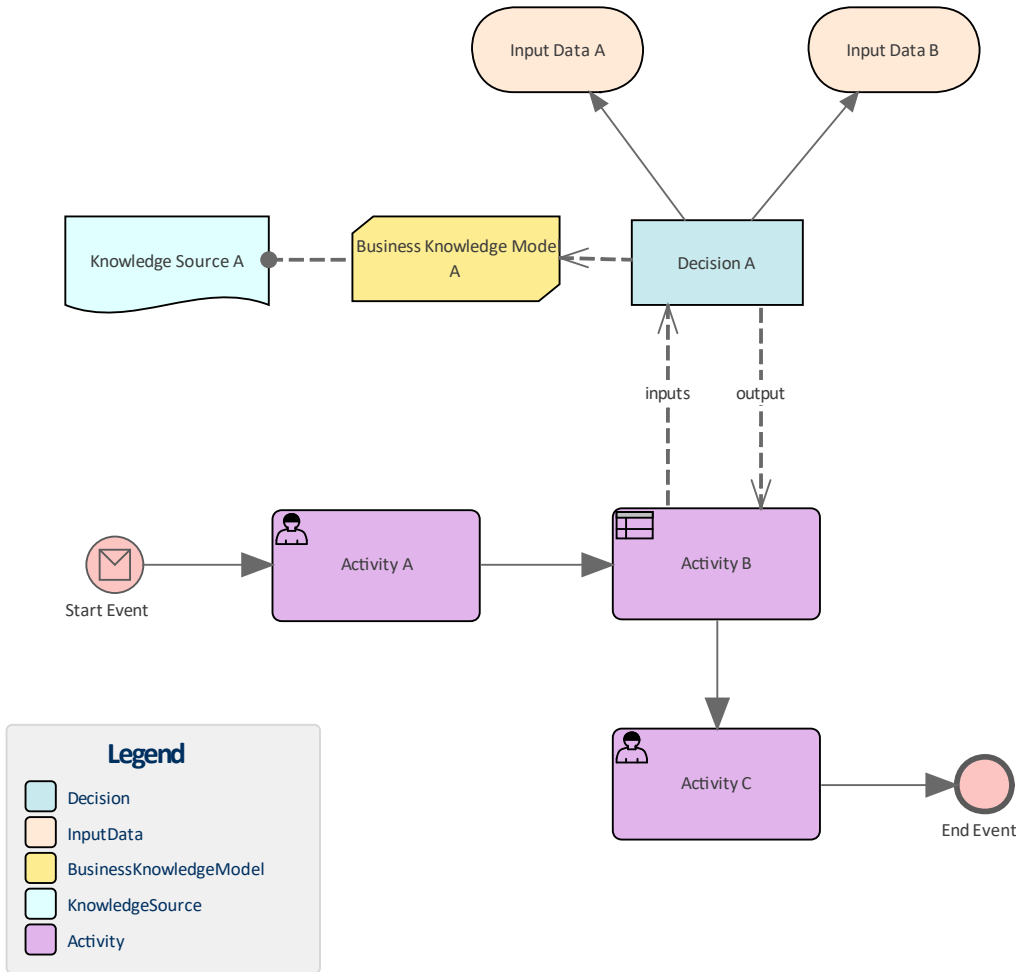 Input Data A
Input Data B
Knowledge Source A
Business Knowledge Mode
A
Decision A
inputs
output
Activity A
Activity B
Start Event
Activity C
End Event
Legend
Decision
InputData
BusinessKnowledgeModel
KnowledgeSource
Activity